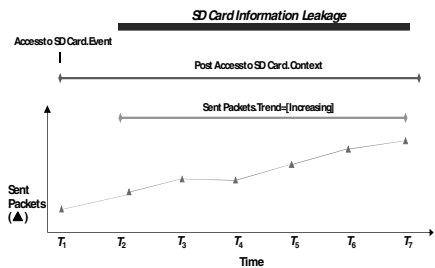 SD Card Information Leakage
Access to SD Card.Event
Post Access to SD Card.Context
Sent Packets.Trend=[Increasing]
Sent
Packets
(▲)
T1 T2 T3 T4 T5 T6 T7
Time